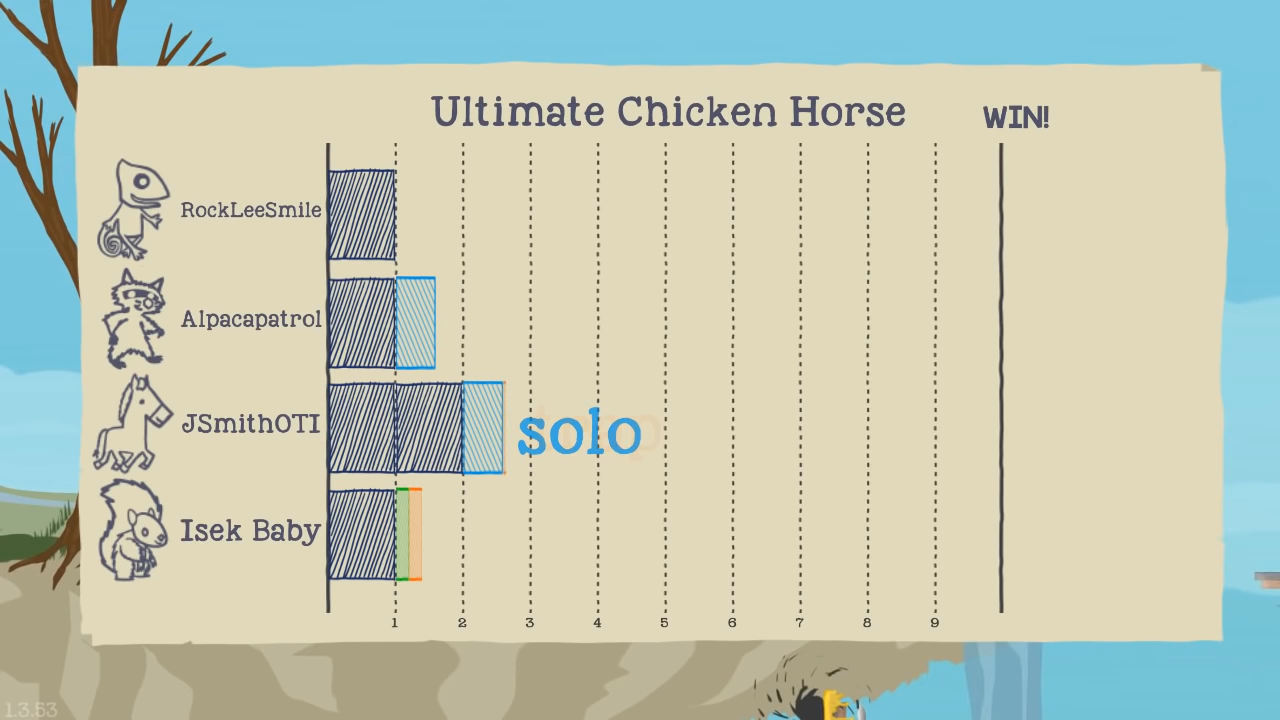 Ultimate Chicken Horse
WIN!
RockLeeSmile
Alpacapatrol
JSmithOTI
solo
Isek Baby
1 2 3 4 5 6 7 8 9
1.3.53